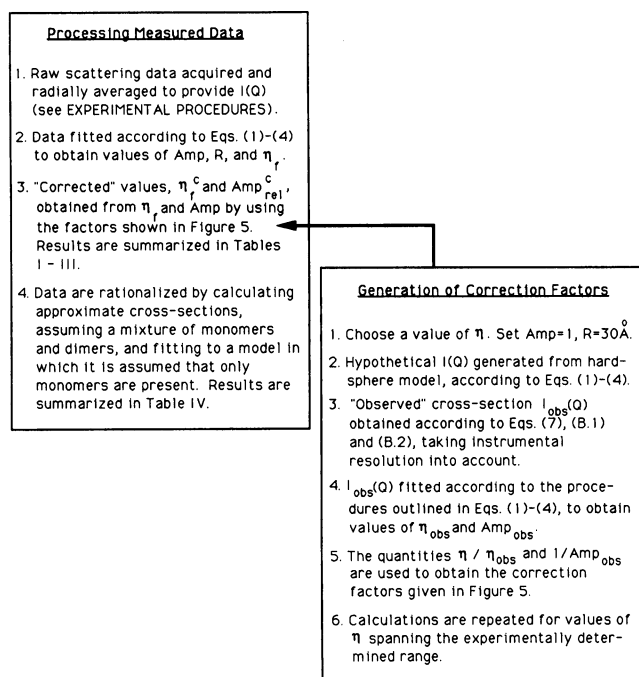 Processing Measured Data
1. Raw scattering data acquired and
radially averaged to provide I(Q)
(see EXPERIMENTAL PROCEDURES).
2. Data fitted according to Eqs. (1)-(4)
to obtain values of Amp, R, and η_f.
3. "Corrected" values, η_f^c and Amp_rel^c,
obtained from η_f and Amp by using
the factors shown in Figure 5.
Results are summarized in Tables
I - III.
4. Data are rationalized by calculating
approximate cross-sections,
assuming a mixture of monomers
and dimers, and fitting to a model in
which it is assumed that only
monomers are present. Results are
summarized in Table IV.
Generation of Correction Factors
1. Choose a value of η. Set Amp=1, R=30Å.
2. Hypothetical I(Q) generated from hard-
sphere model, according to Eqs. (1)-(4).
3. "Observed" cross-section I_obs(Q)
obtained according to Eqs. (7), (B.1)
and (B.2), taking instrumental
resolution into account.
4. I_obs(Q) fitted according to the proce-
dures outlined in Eqs. (1)-(4), to obtain
values of η_obs and Amp_obs.
5. The quantities η / η_obs and 1/Amp_obs
are used to obtain the correction
factors given in Figure 5.
6. Calculations are repeated for values of
η spanning the experimentally deter-
mined range.